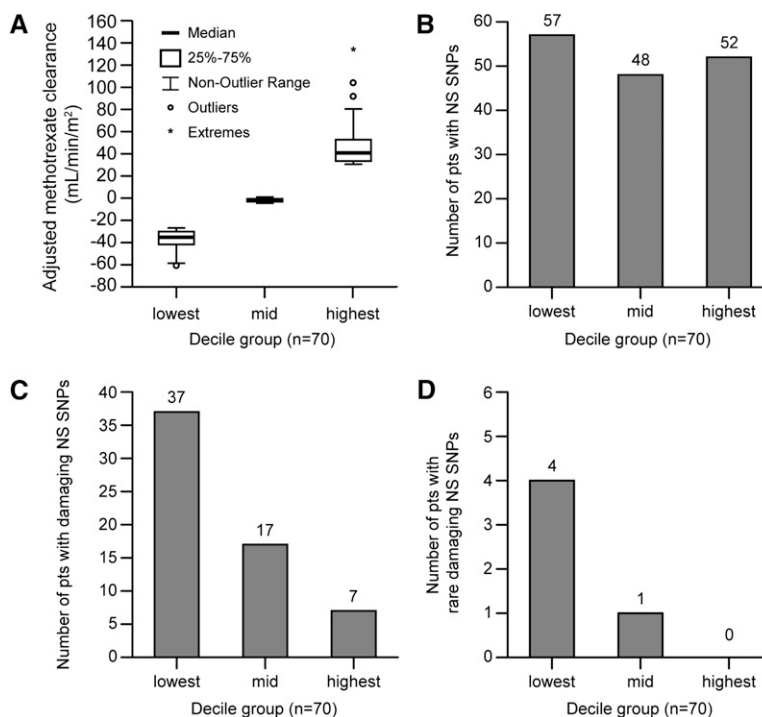 A
Adjusted methotrexate clearance
(mL/min/m²)
160
140
120
100
80
60
40
20
0
-20
-40
-60
-80
Median
25%-75%
Non-Outlier Range
Outliers
* Extremes
lowest mid highest
Decile group (n=70)
B
Number of pts with NS SNPs
60
50
40
30
20
10
0
57
48
52
lowest mid highest
Decile group (n=70)
C
Number of pts with damaging NS SNPs
40
35
30
25
20
15
10
5
0
37
17
7
lowest mid highest
Decile group (n=70)
D
Number of pts with
rare damaging NS SNPs
6
5
4
3
2
1
0
4
1
0
lowest mid highest
Decile group (n=70)